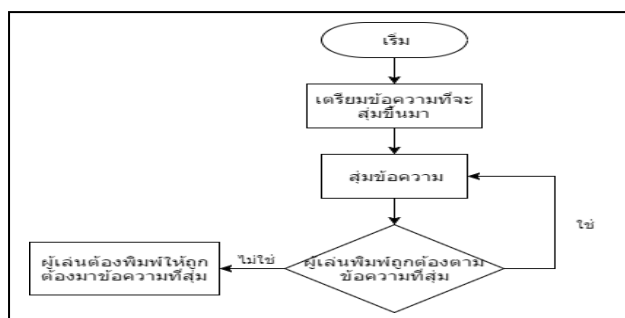 เริ่ม
เตรียมข้อความที่จะ
สุ่มขึ้นมา
สุ่มข้อความ
ใช่
ผู้เล่นพิมพ์ถูกต้องตาม
ข้อความที่สุ่ม
ไม่ใช่
ผู้เล่นต้องพิมพ์ให้ถูก
ต้องมาข้อความที่สุ่ม